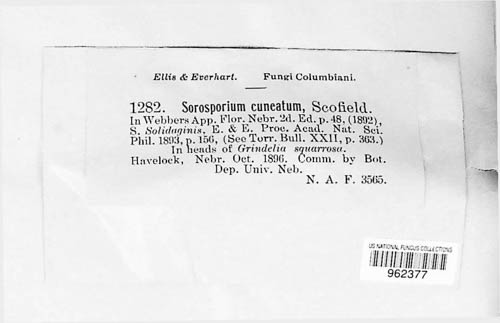 Ellis & Everhart. Fungi Columbiani.
1282. Sorosporium cuneatum, Scofield.
In Webbers App. Flor. Nebr. 2d. Ed. p. 48, (1892),
S. Solidaginis, E. & E. Proc. Acad. Nat. Sci.
Phil. 1893, p. 156, (See Torr. Bull. XXII, p. 363.)
In heads of Grindelia squarrosa.
Havelock, Nebr. Oct. 1896. Comm. by Bot.
Dep. Univ. Neb.
N. A. F. 3565.
US NATIONAL FUNGUS COLLECTIONS
962377